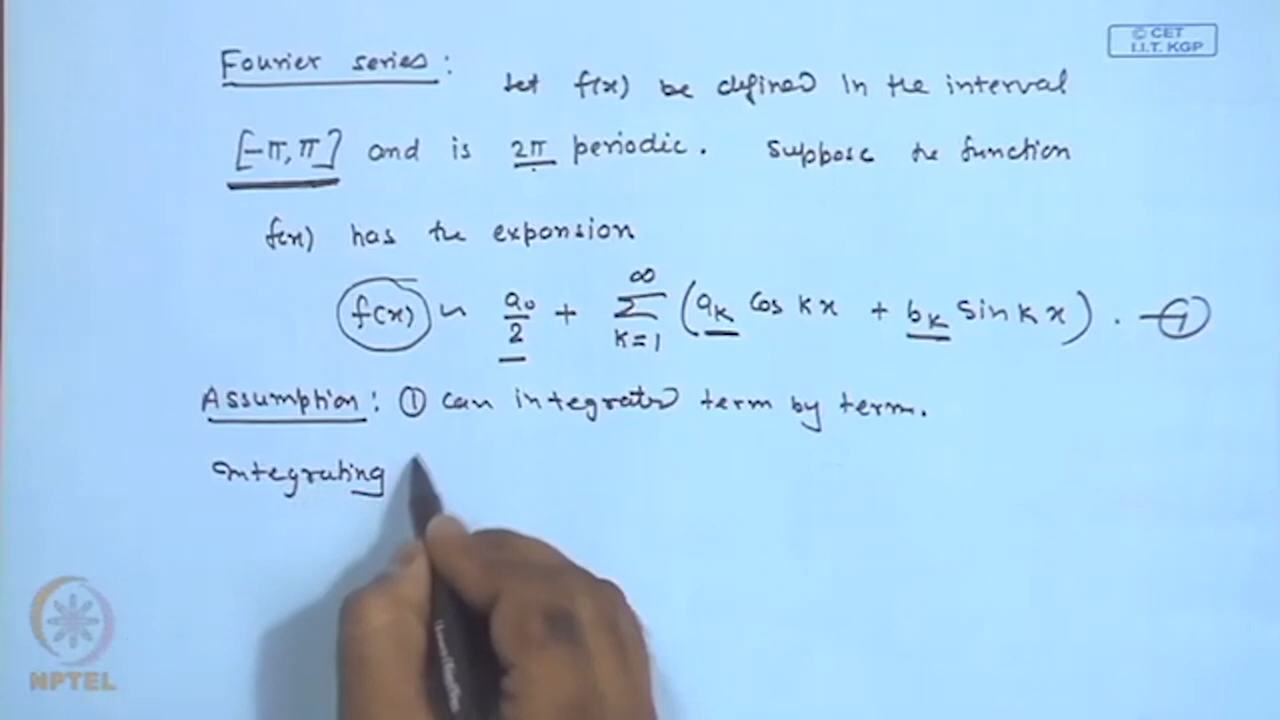 © CET
I.I.T. KGP
Fourier series :
Let f(x) be defined in the interval
[-π, π] and is 2π periodic. Suppose the function
f(x) has the expansion
f(x) ~ a₀/2 + ∞ Σ k=1 (aₖ cos kx + bₖ sin kx). — ①
Assumption : ① can integrated term by term.
Integrating
NPTEL